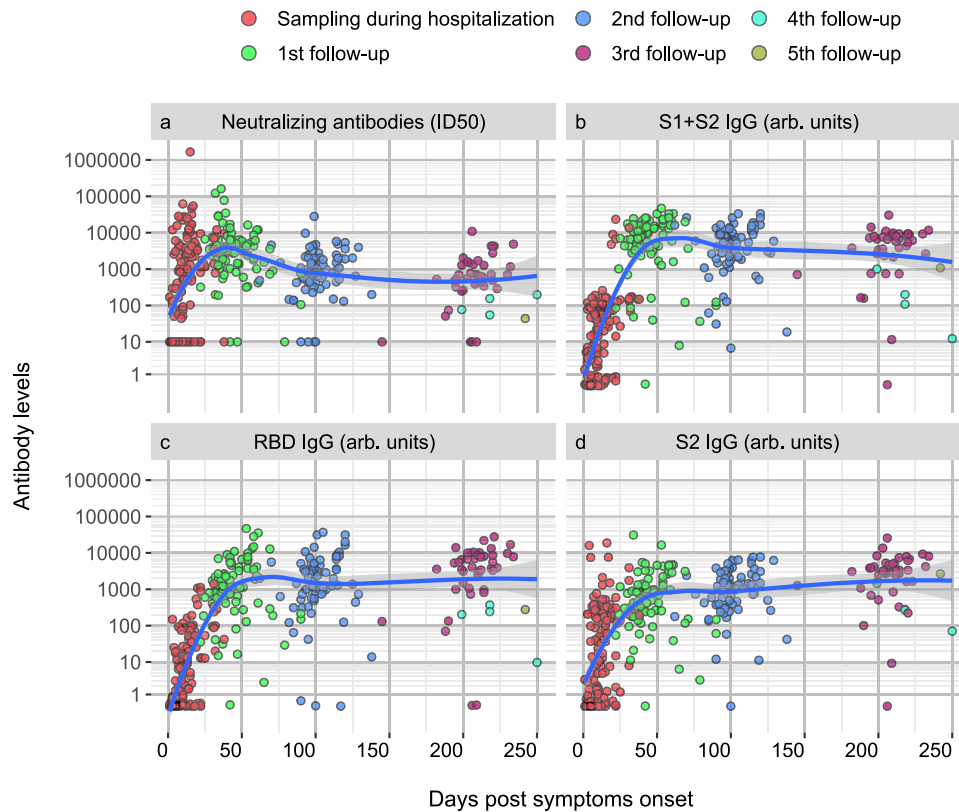 Sampling during hospitalization
2nd follow-up
4th follow-up
1st follow-up
3rd follow-up
5th follow-up
a Neutralizing antibodies (ID50)
b S1+S2 IgG (arb. units)
1000000
100000
10000
1000
100
10
1
c RBD IgG (arb. units)
d S2 IgG (arb. units)
1000000
100000
10000
1000
100
10
1
0 50 100 150 200 250
0 50 100 150 200 250
Antibody levels
Days post symptoms onset